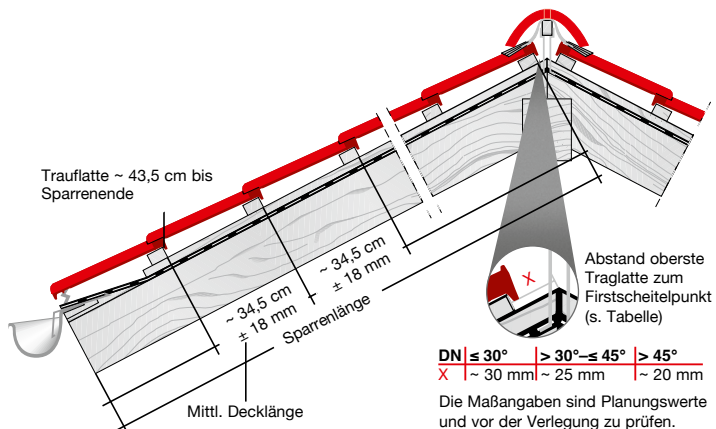 Trauflatte ~ 43,5 cm bis
Sparrenende
~ 34,5 cm
± 18 mm
~ 34,5 cm
± 18 mm
Sparrenlänge
Mittl. Decklänge
X
Abstand oberste
Traglatte zum
Firstscheitelpunkt
(s. Tabelle)
DN ≤ 30° > 30°–≤ 45° > 45°
X ~ 30 mm ~ 25 mm ~ 20 mm
Die Maßangaben sind Planungswerte
und vor der Verlegung zu prüfen.